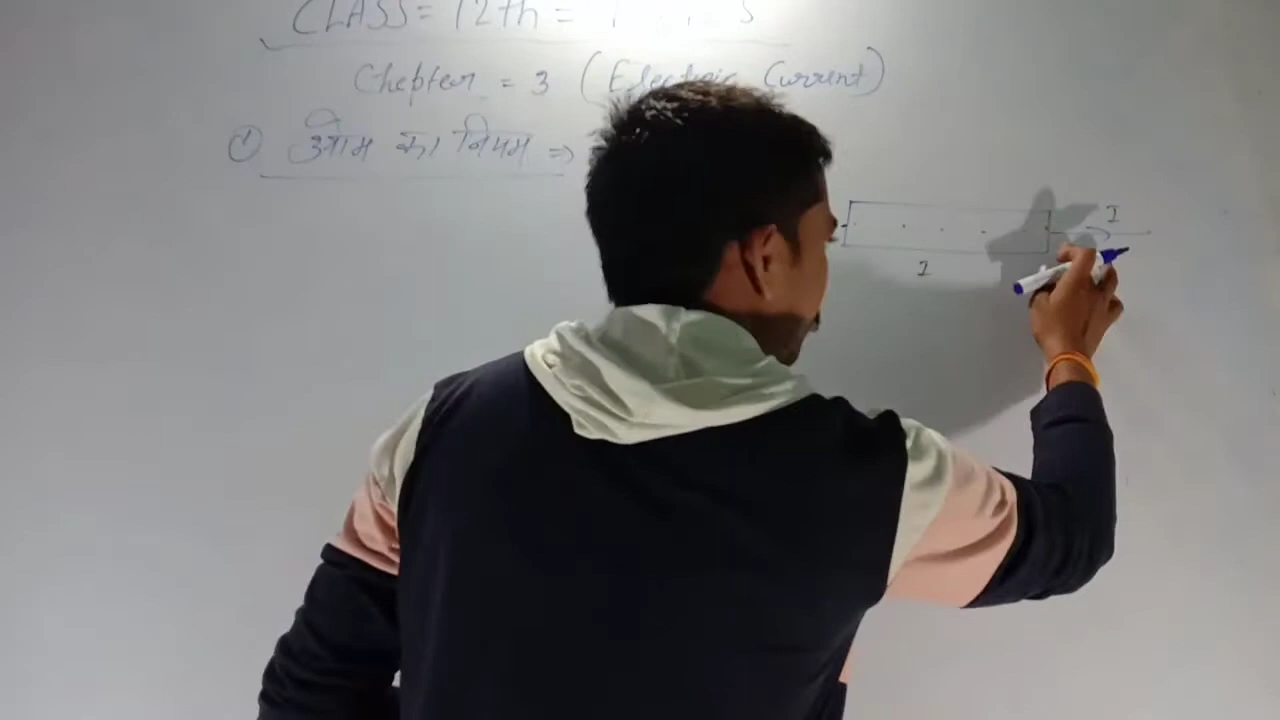 CLASS = 12th =
Chepter = 3 (Electric Current)
① ओम का नियम ⇒
I
I